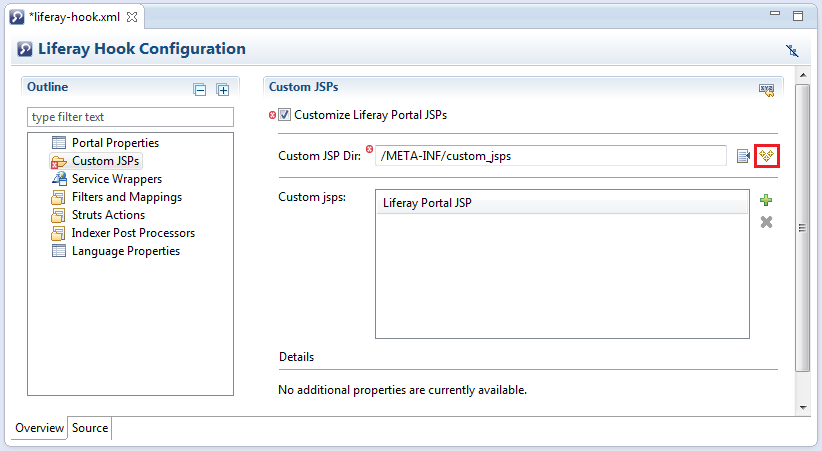 *liferay-hook.xml
Liferay Hook Configuration
Outline
type filter text
Portal Properties
Custom JSPs
Service Wrappers
Filters and Mappings
Struts Actions
Indexer Post Processors
Language Properties
Custom JSPs
Customize Liferay Portal JSPs
Custom JSP Dir: /META-INF/custom_jsps
Custom jsps: Liferay Portal JSP
Details
No additional properties are currently available.
Overview Source